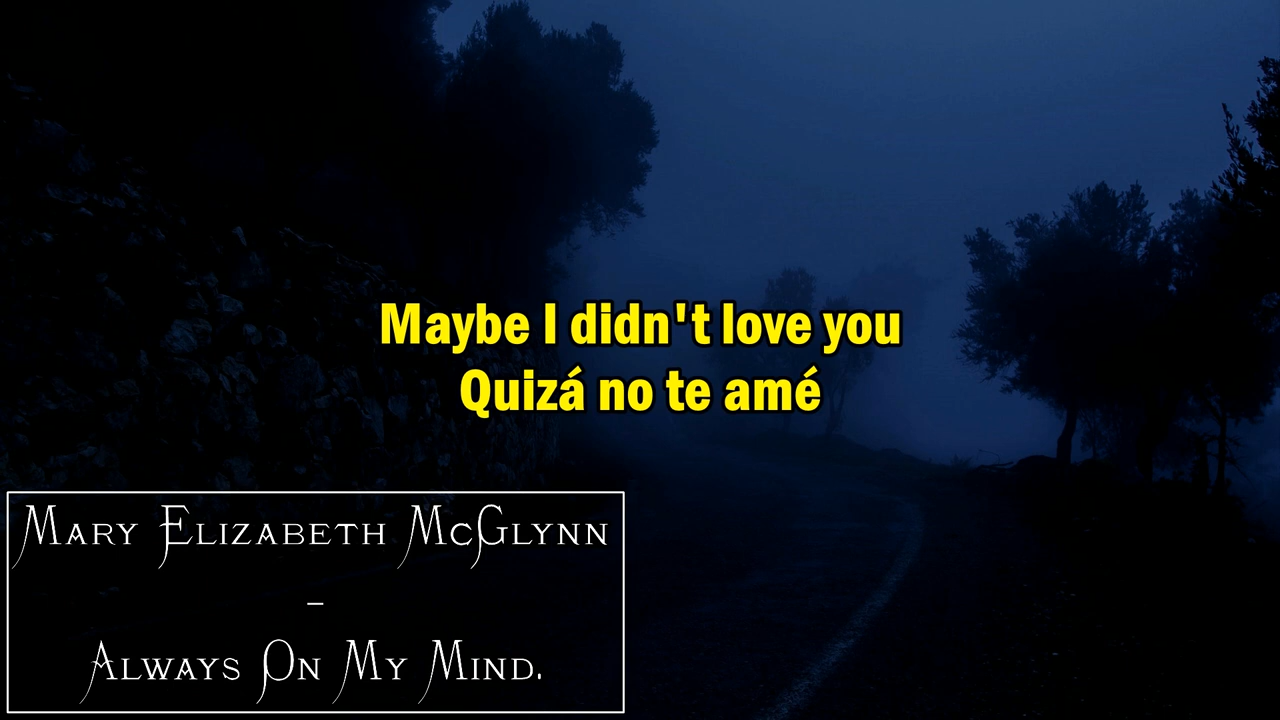 Maybe I didn't love you
Quizá no te amé
Mary Elizabeth McGlynn
–
Always On My Mind.